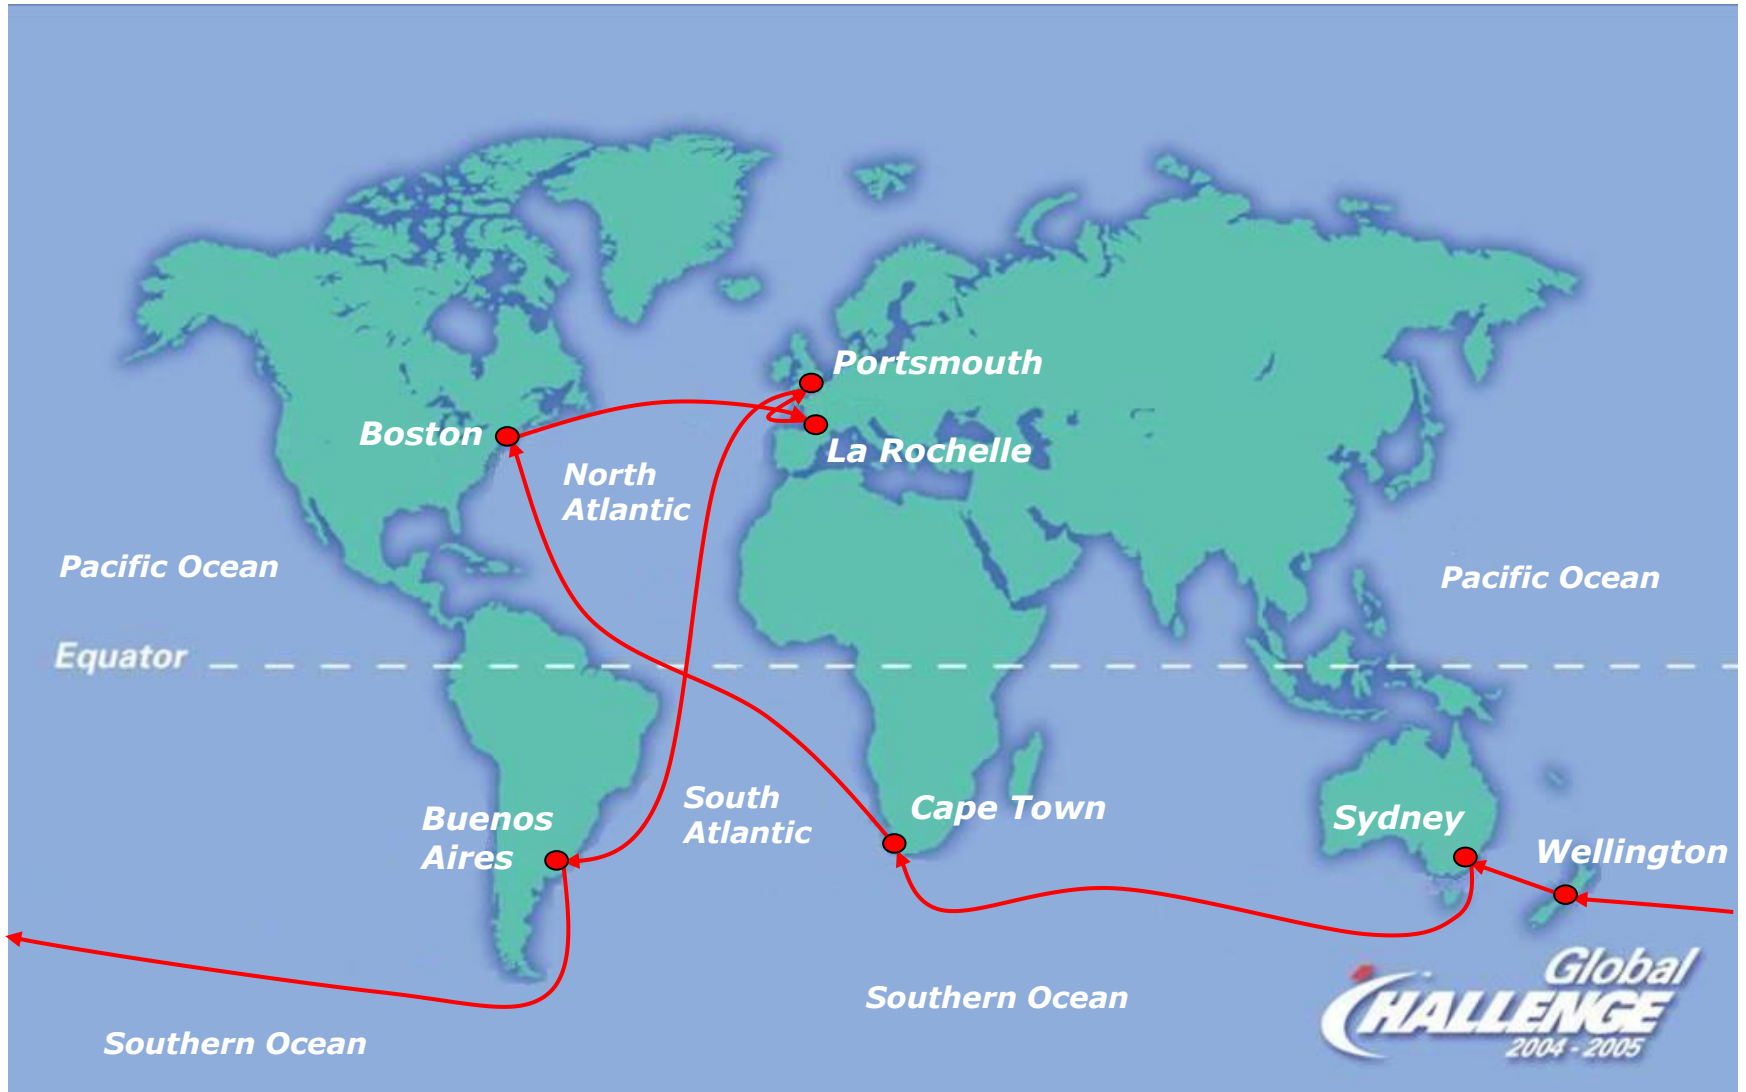 Portsmouth
Boston
La Rochelle
North
Atlantic
Pacific Ocean
Pacific Ocean
Equator
South
Atlantic
Cape Town
Buenos
Aires
Sydney
Wellington
Southern Ocean
Southern Ocean
Global
CHALLENGE
2004 - 2005